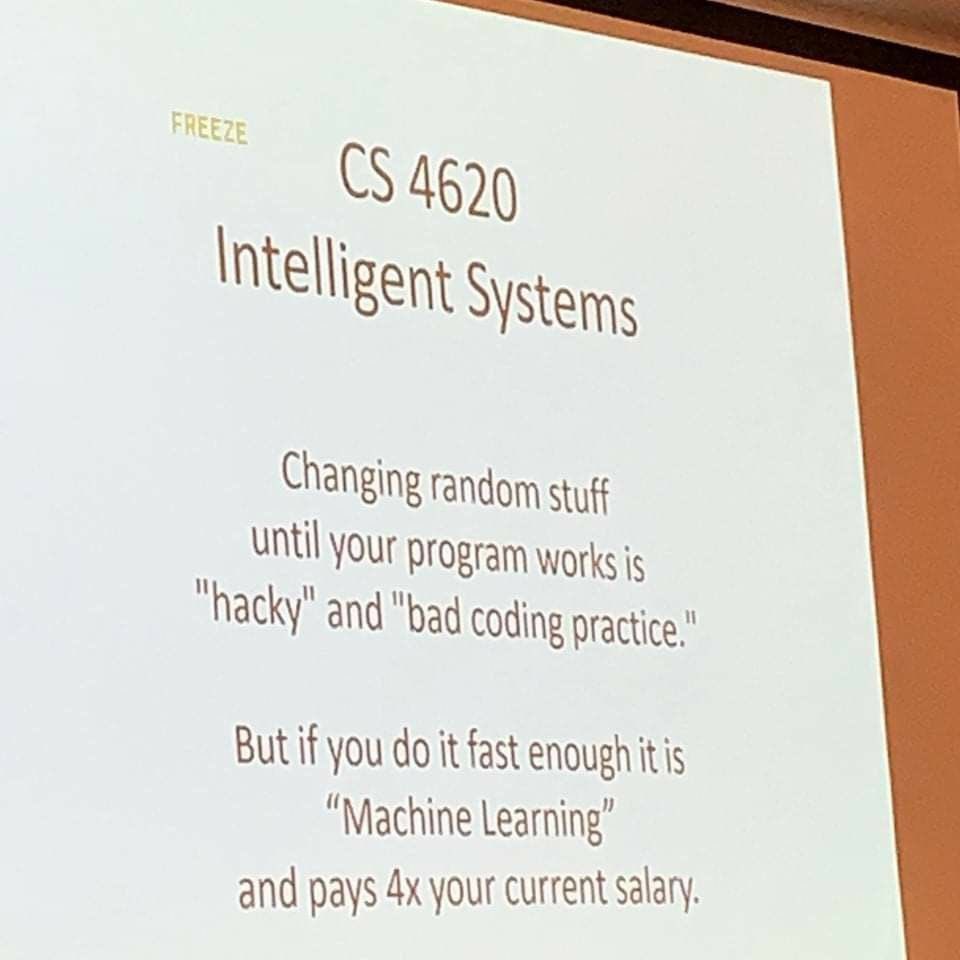 FREEZE
CS 4620
Intelligent Systems
Changing random stuff
until your program works is
"hacky" and "bad coding practice."
But if you do it fast enough it is
“Machine Learning”
and pays 4x your current salary.